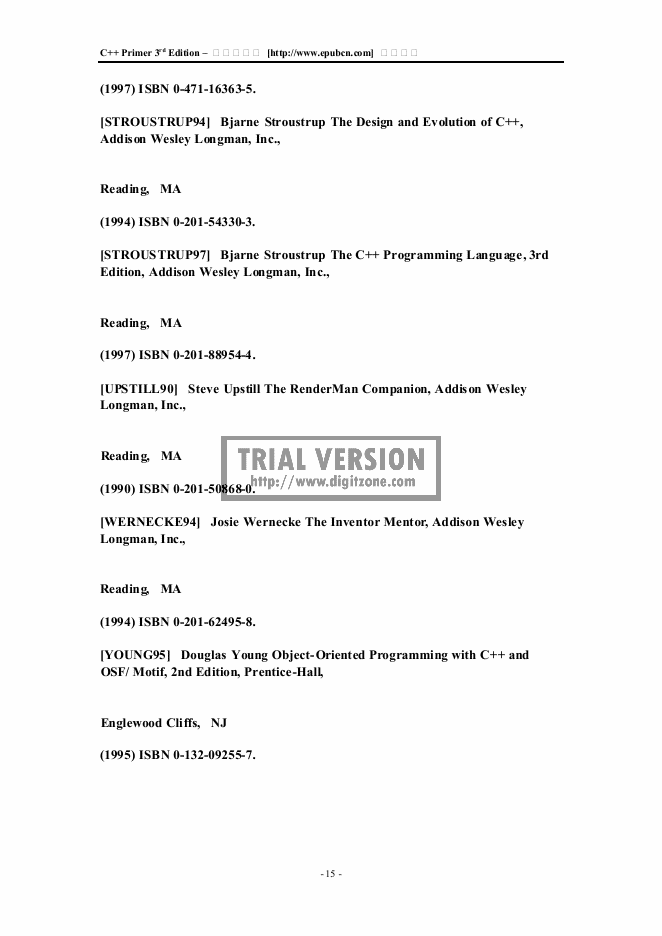 C++ Primer 3rd Edition – □ □ □ □ □ [http://www.epubcn.com] □ □ □ □
(1997) ISBN 0-471-16363-5.
[STROUSTRUP94] Bjarne Stroustrup The Design and Evolution of C++,
Addison Wesley Longman, Inc.,
Reading, MA
(1994) ISBN 0-201-54330-3.
[STROUSTRUP97] Bjarne Stroustrup The C++ Programming Language, 3rd
Edition, Addison Wesley Longman, Inc.,
Reading, MA
(1997) ISBN 0-201-88954-4.
[UPSTILL90] Steve Upstill The RenderMan Companion, Addison Wesley
Longman, Inc.,
Reading, MA
TRIAL VERSION
http://www.digitzone.com
(1990) ISBN 0-201-50868-0.
[WERNECKE94] Josie Wernecke The Inventor Mentor, Addison Wesley
Longman, Inc.,
Reading, MA
(1994) ISBN 0-201-62495-8.
[YOUNG95] Douglas Young Object-Oriented Programming with C++ and
OSF/ Motif, 2nd Edition, Prentice-Hall,
Englewood Cliffs, NJ
(1995) ISBN 0-132-09255-7.
- 15 -